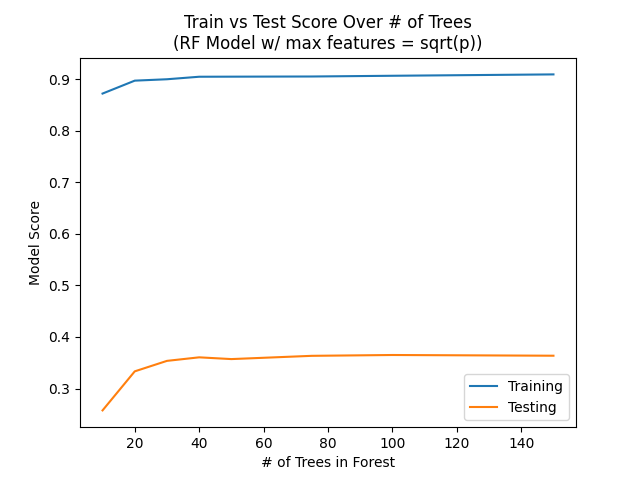 Train vs Test Score Over # of Trees
(RF Model w/ max features = sqrt(p))
Model Score
0.9
0.8
0.7
0.6
0.5
0.4
0.3
20 40 60 80 100 120 140
# of Trees in Forest
Training
Testing